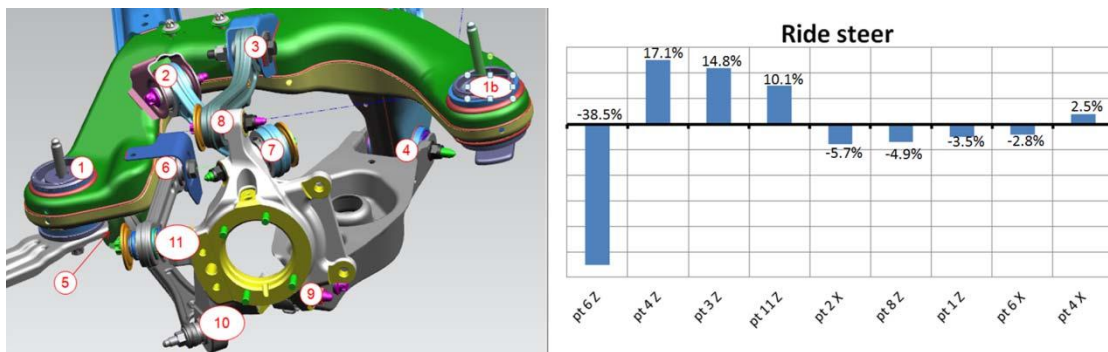 3
2
1b
8
7
4
1
6
11
5
9
10
Ride steer
17.1%
14.8%
10.1%
2.5%
-38.5%
-5.7%
-4.9%
-3.5%
-2.8%
pt 6 Z
pt 4 Z
pt 3 Z
pt 11 Z
pt 2 X
pt 8 Z
pt 1 Z
pt 6 X
pt 4 X